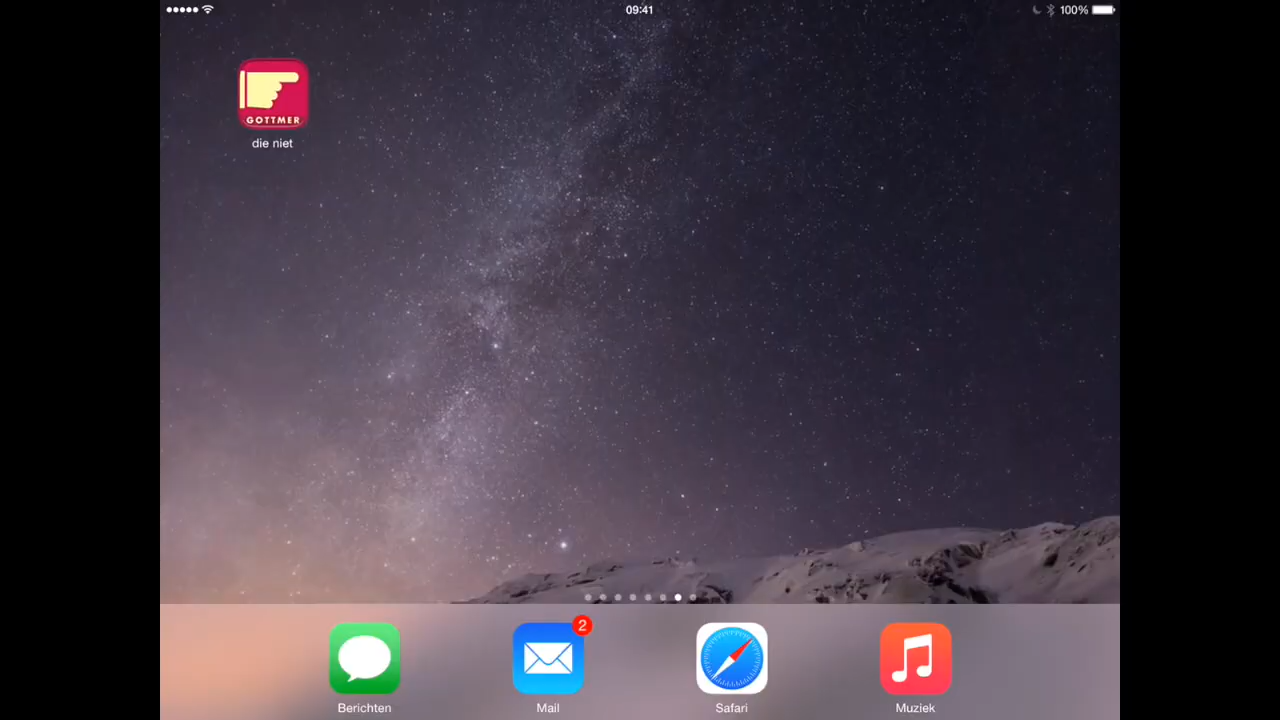 09:41
100%
GOTTMER
die niet
2
Berichten
Mail
Safari
Muziek